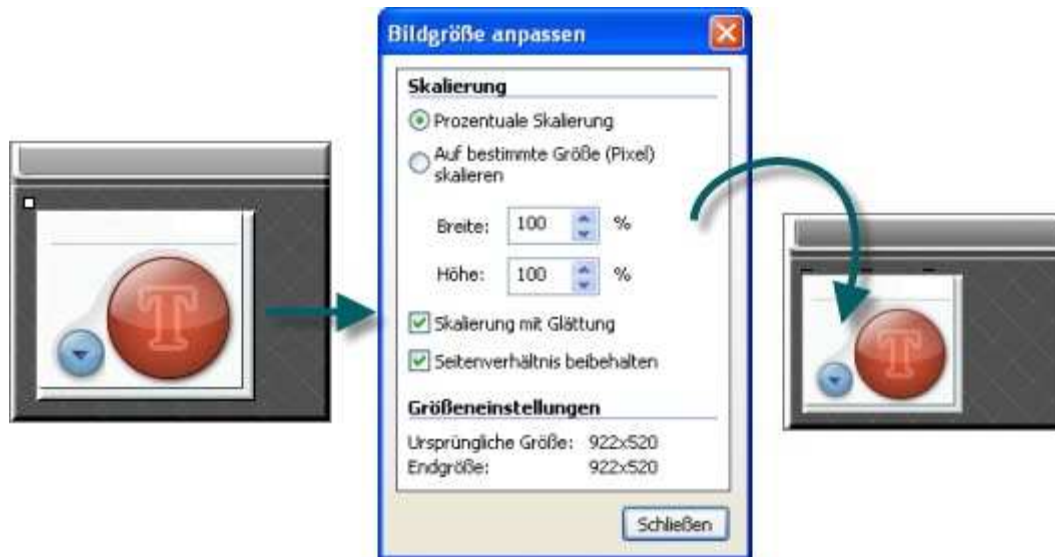 Bildgröße anpassen
Skalierung
Prozentuale Skalierung
Auf bestimmte Größe (Pixel)
skalieren
Breite: 100 %
Höhe: 100 %
Skalierung mit Glättung
Seitenverhältnis beibehalten
Größeneinstellungen
Ursprüngliche Größe: 922x520
Endgröße: 922x520
Schließen
T
T